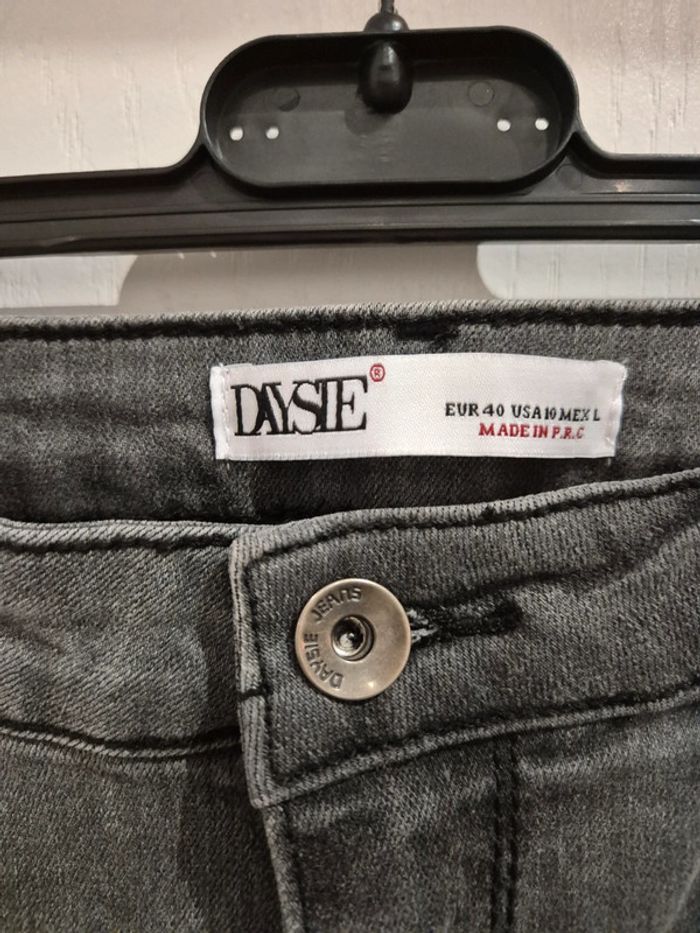 DAYSIE®
EUR 40 USA 10 MEX L
MADE IN P.R.C
DAYSIE JEANS